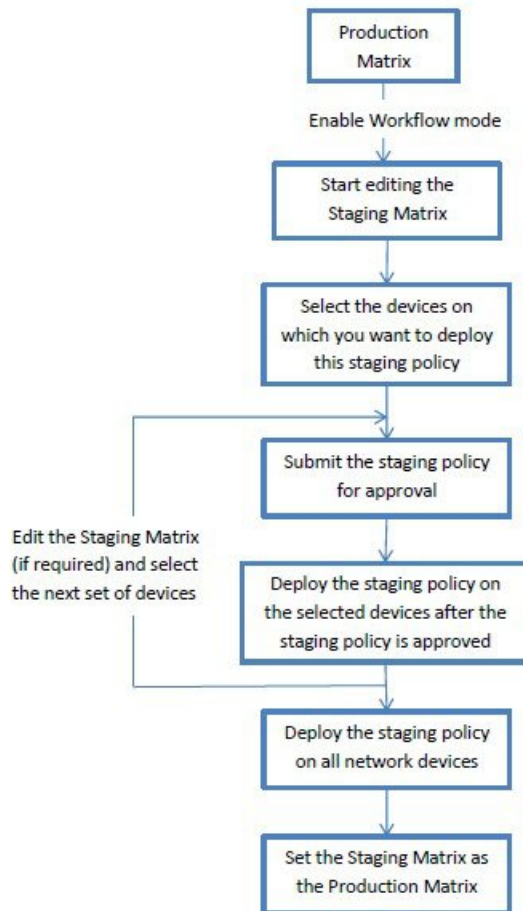 Production
Matrix
Enable Workflow mode
Start editing the
Staging Matrix
Select the devices on
which you want to deploy
this staging policy
Submit the staging policy
for approval
Edit the Staging Matrix
(if required) and select
the next set of devices
Deploy the staging policy on
the selected devices after the
staging policy is approved
Deploy the staging policy
on all network devices
Set the Staging Matrix as
the Production Matrix